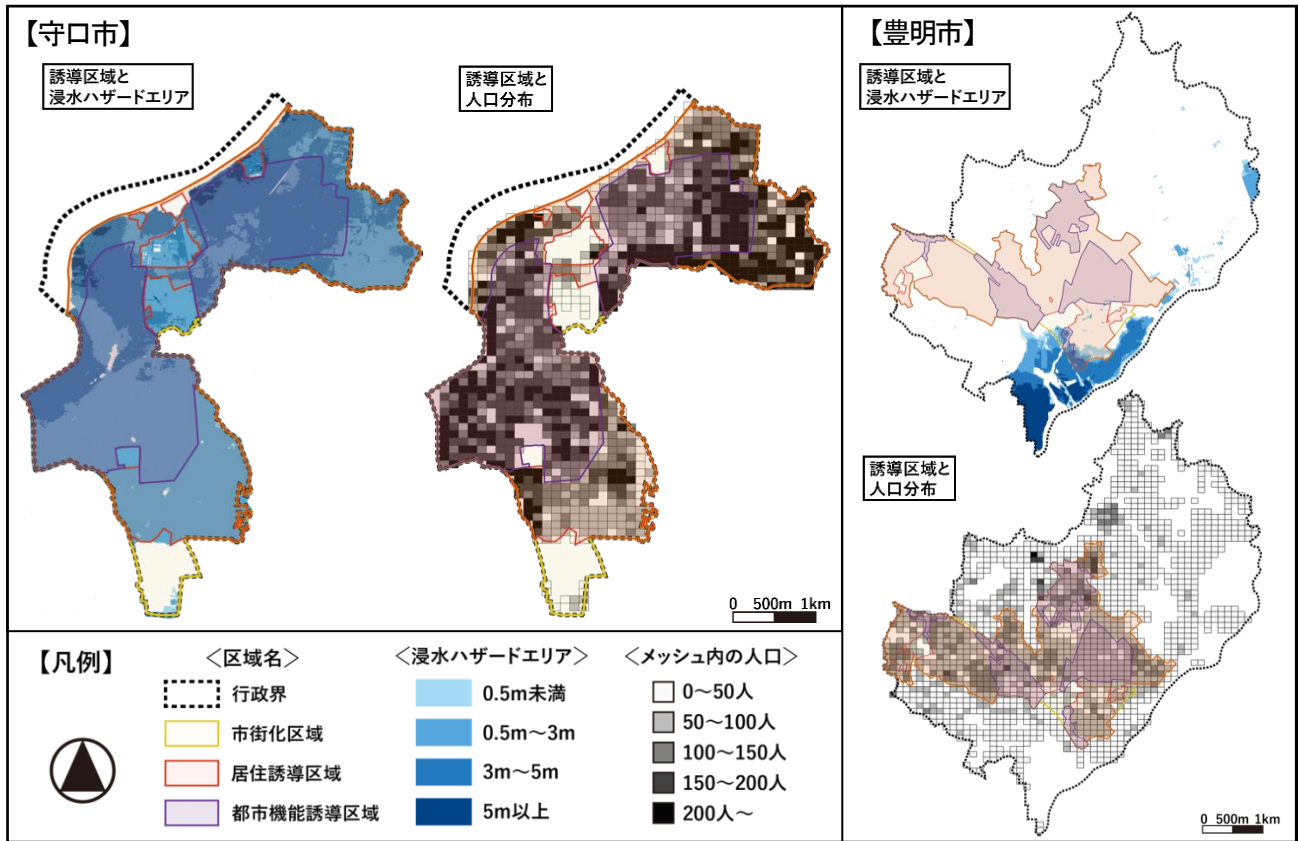 【守口市】
誘導区域と
浸水ハザードエリア
誘導区域と
人口分布
0 500m 1km
【豊明市】
誘導区域と
浸水ハザードエリア
誘導区域と
人口分布
0 500m 1km
【凡例】
＜区域名＞
行政界
市街化区域
居住誘導区域
都市機能誘導区域
＜浸水ハザードエリア＞
0.5m未満
0.5m～3m
3m～5m
5m以上
＜メッシュ内の人口＞
0～50人
50～100人
100～150人
150～200人
200人～